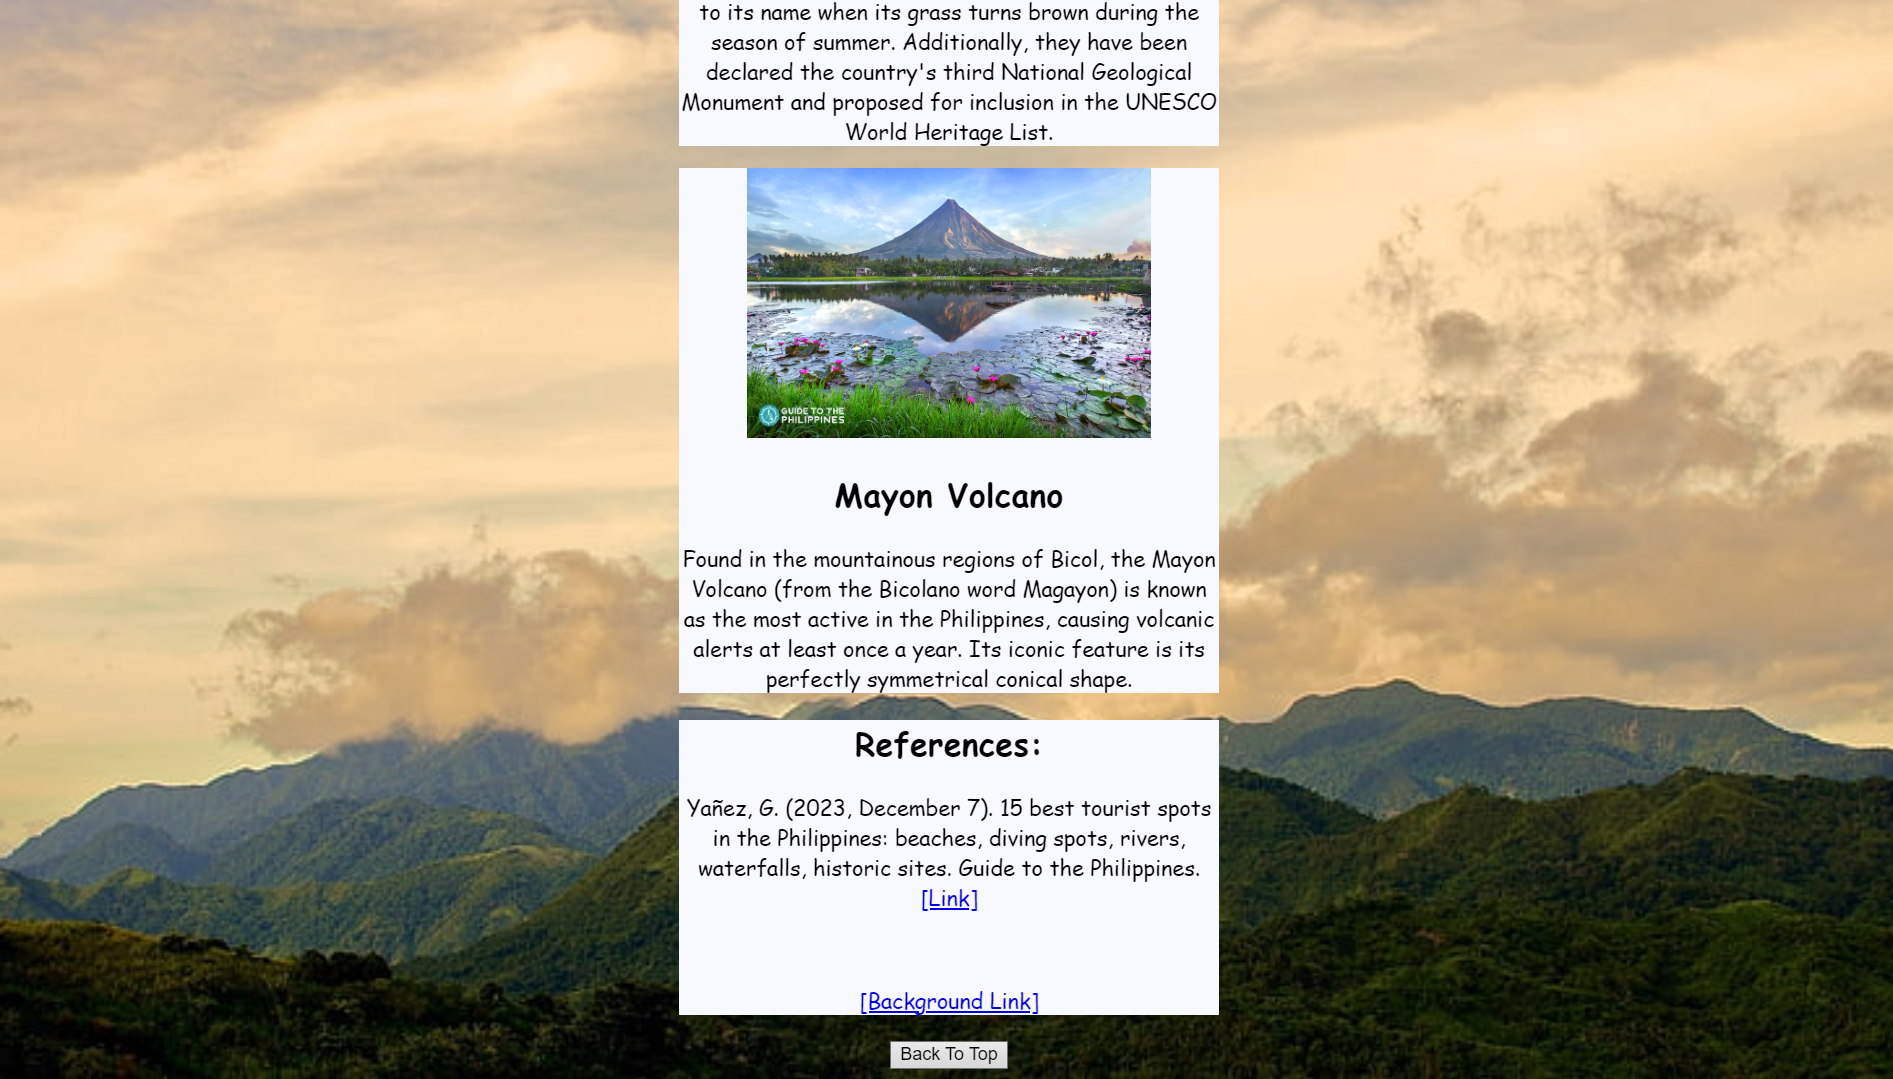 to its name when its grass turns brown during the
season of summer. Additionally, they have been
declared the country's third National Geological
Monument and proposed for inclusion in the UNESCO
World Heritage List.
GUIDE TO THE
PHILIPPINES
Mayon Volcano
Found in the mountainous regions of Bicol, the Mayon
Volcano (from the Bicolano word Magayon) is known
as the most active in the Philippines, causing volcanic
alerts at least once a year. Its iconic feature is its
perfectly symmetrical conical shape.
References:
Yañez, G. (2023, December 7). 15 best tourist spots
in the Philippines: beaches, diving spots, rivers,
waterfalls, historic sites. Guide to the Philippines.
[Link]
[Background Link]
Back To Top